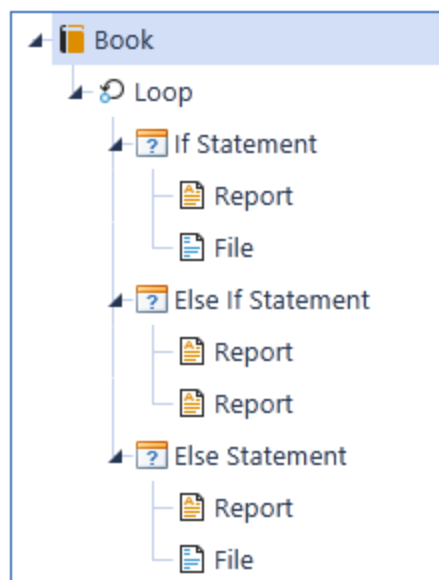 Book
Loop
If Statement
Report
File
Else If Statement
Report
Report
Else Statement
Report
File